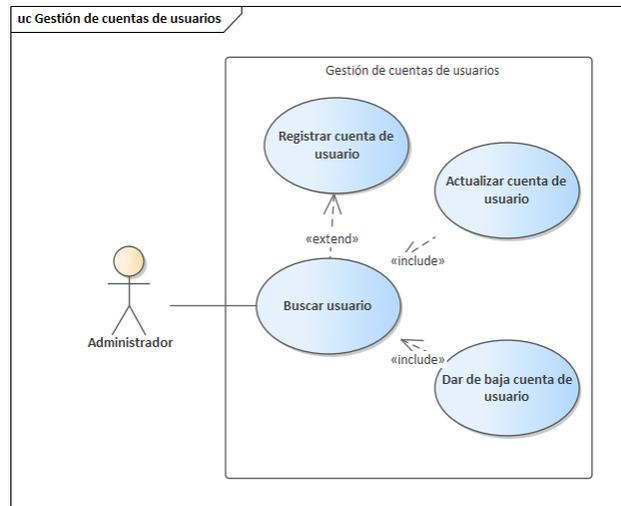 uc Gestión de cuentas de usuarios
Gestión de cuentas de usuarios
Registrar cuenta de
usuario
Actualizar cuenta de
usuario
«extend»
«include»
Buscar usuario
Administrador
«include»
Dar de baja cuenta de
usuario